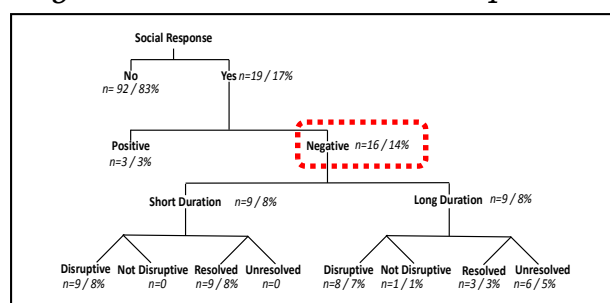 Social Response
No
n= 92 / 83%
Yes n=19 / 17%
Positive
n=3 / 3%
Negative n=16 / 14%
Short Duration n=9 / 8%
Long Duration n=9 / 8%
Disruptive
n=9 / 8%
Not Disruptive
n=0
Resolved
n=9 / 8%
Unresolved
n=0
Disruptive
n=8 / 7%
Not Disruptive
n=1 / 1%
Resolved
n=3 / 3%
Unresolved
n=6 / 5%